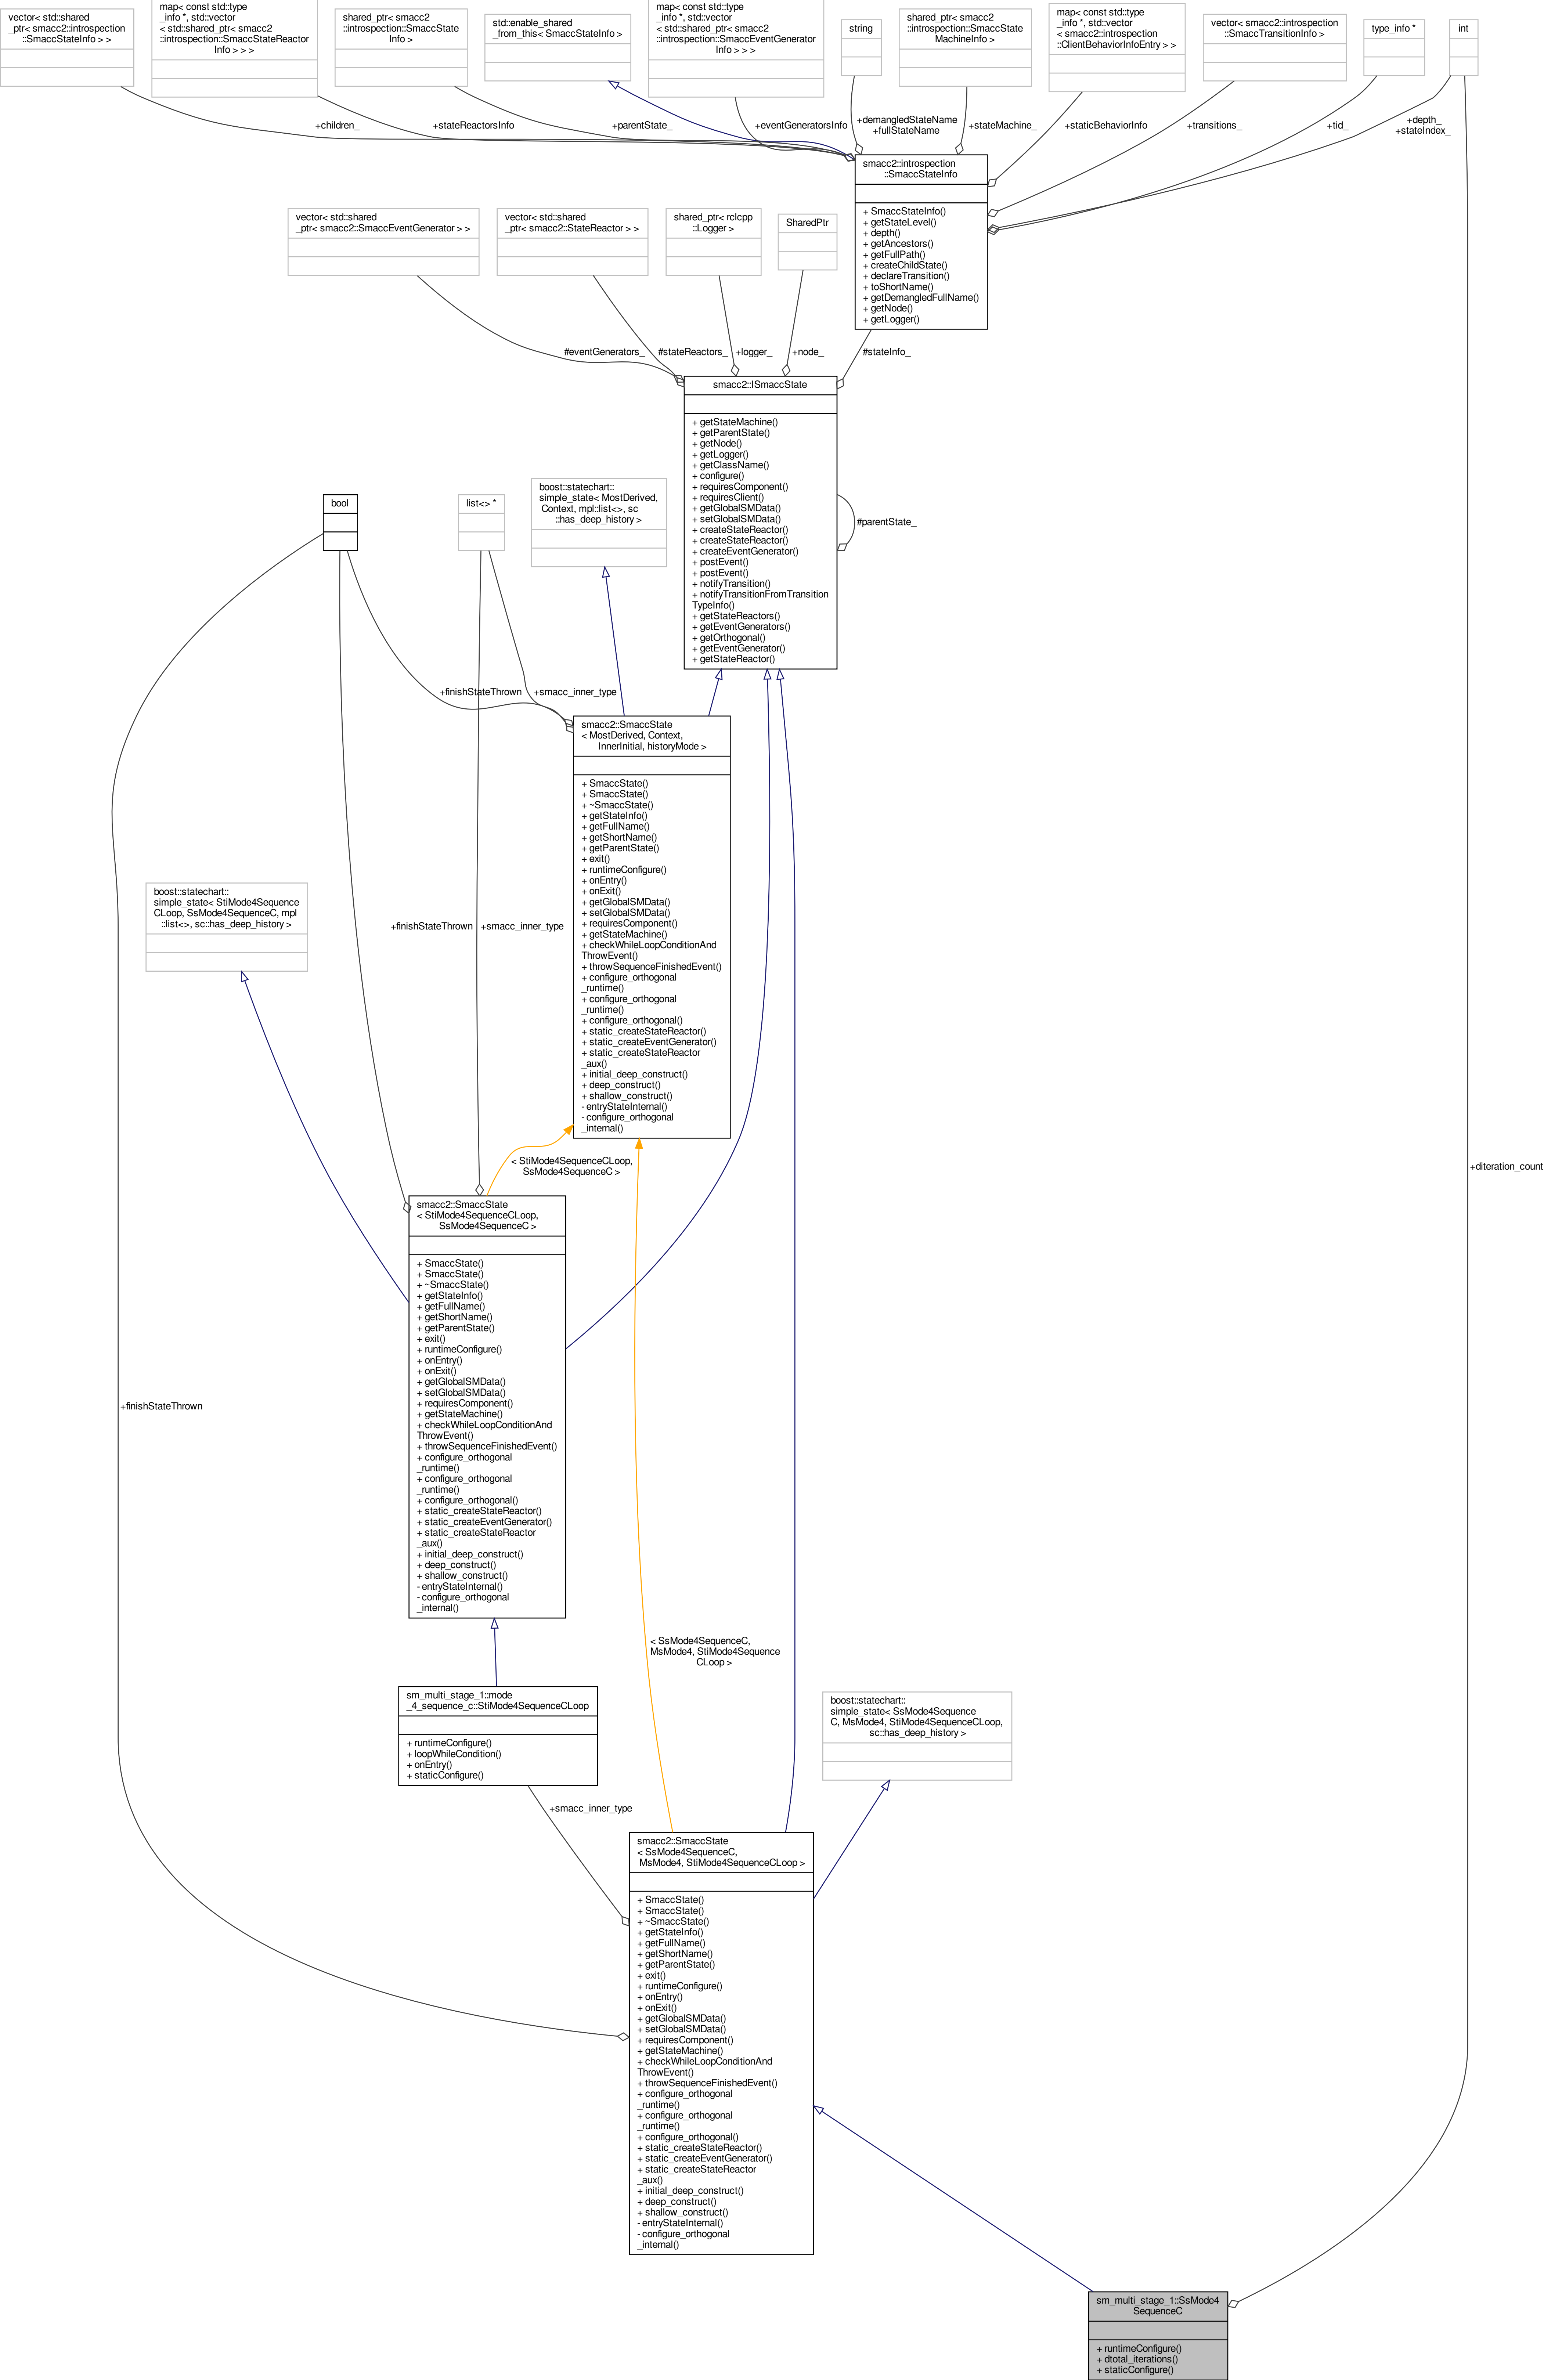 vector< std::shared
_ptr< smacc2::introspection
::SmaccStateInfo > >
map< const std::type
_info *, std::vector
< std::shared_ptr< smacc2
::introspection::SmaccStateReactor
Info > > >
shared_ptr< smacc2
::introspection::SmaccState
Info >
std::enable_shared
_from_this< SmaccStateInfo >
map< const std::type
_info *, std::vector
< std::shared_ptr< smacc2
::introspection::SmaccEventGenerator
Info > > >
string
shared_ptr< smacc2
::introspection::SmaccState
MachineInfo >
map< const std::type
_info *, std::vector
< smacc2::introspection
::ClientBehaviorInfoEntry > >
vector< smacc2::introspection
::SmaccTransitionInfo >
type_info *
int
+children_
+stateReactorsInfo
+parentState_
+eventGeneratorsInfo
+demangledStateName
+fullStateName
+stateMachine_
+staticBehaviorInfo
+transitions_
+tid_
+depth_
+stateIndex_
smacc2::introspection
::SmaccStateInfo
+ SmaccStateInfo()
+ getStateLevel()
+ depth()
+ getAncestors()
+ getFullPath()
+ createChildState()
+ declareTransition()
+ toShortName()
+ getDemangledFullName()
+ getNode()
+ getLogger()
vector< std::shared
_ptr< smacc2::SmaccEventGenerator > >
vector< std::shared
_ptr< smacc2::StateReactor > >
shared_ptr< rclcpp
::Logger >
SharedPtr
#eventGenerators_
#stateReactors_
+logger_
+node_
#stateInfo_
smacc2::ISmaccState
+ getStateMachine()
+ getParentState()
+ getNode()
+ getLogger()
+ getClassName()
+ configure()
+ requiresComponent()
+ requiresClient()
+ getGlobalSMData()
+ setGlobalSMData()
+ createStateReactor()
+ createStateReactor()
+ createEventGenerator()
+ postEvent()
+ postEvent()
+ notifyTransition()
+ notifyTransitionFromTransition
TypeInfo()
+ getStateReactors()
+ getEventGenerators()
+ getOrthogonal()
+ getEventGenerator()
+ getStateReactor()
#parentState_
bool
list<> *
boost::statechart::
simple_state< MostDerived,
Context, mpl::list<>, sc
::has_deep_history >
+finishStateThrown
+smacc_inner_type
smacc2::SmaccState
< MostDerived, Context,
InnerInitial, historyMode >
+ SmaccState()
+ SmaccState()
+ ~SmaccState()
+ getStateInfo()
+ getFullName()
+ getShortName()
+ getParentState()
+ exit()
+ runtimeConfigure()
+ onEntry()
+ onExit()
+ getGlobalSMData()
+ setGlobalSMData()
+ requiresComponent()
+ getStateMachine()
+ checkWhileLoopConditionAnd
ThrowEvent()
+ throwSequenceFinishedEvent()
+ configure_orthogonal
_runtime()
+ configure_orthogonal
_runtime()
+ configure_orthogonal()
+ static_createStateReactor()
+ static_createEventGenerator()
+ static_createStateReactor
_aux()
+ initial_deep_construct()
+ deep_construct()
+ shallow_construct()
- entryStateInternal()
- configure_orthogonal
_internal()
boost::statechart::
simple_state< StiMode4Sequence
CLoop, SsMode4SequenceC, mpl
::list<>, sc::has_deep_history >
+finishStateThrown
+smacc_inner_type
< StiMode4SequenceCLoop,
SsMode4SequenceC >
+diteration_count
smacc2::SmaccState
< StiMode4SequenceCLoop,
SsMode4SequenceC >
+ SmaccState()
+ SmaccState()
+ ~SmaccState()
+ getStateInfo()
+ getFullName()
+ getShortName()
+ getParentState()
+ exit()
+ runtimeConfigure()
+ onEntry()
+ onExit()
+ getGlobalSMData()
+ setGlobalSMData()
+ requiresComponent()
+ getStateMachine()
+ checkWhileLoopConditionAnd
ThrowEvent()
+ throwSequenceFinishedEvent()
+ configure_orthogonal
_runtime()
+ configure_orthogonal
_runtime()
+ configure_orthogonal()
+ static_createStateReactor()
+ static_createEventGenerator()
+ static_createStateReactor
_aux()
+ initial_deep_construct()
+ deep_construct()
+ shallow_construct()
- entryStateInternal()
- configure_orthogonal
_internal()
+finishStateThrown
< SsMode4SequenceC,
MsMode4, StiMode4Sequence
CLoop >
sm_multi_stage_1::mode
_4_sequence_c::StiMode4SequenceCLoop
+ runtimeConfigure()
+ loopWhileCondition()
+ onEntry()
+ staticConfigure()
boost::statechart::
simple_state< SsMode4Sequence
C, MsMode4, StiMode4SequenceCLoop,
sc::has_deep_history >
+smacc_inner_type
smacc2::SmaccState
< SsMode4SequenceC,
MsMode4, StiMode4SequenceCLoop >
+ SmaccState()
+ SmaccState()
+ ~SmaccState()
+ getStateInfo()
+ getFullName()
+ getShortName()
+ getParentState()
+ exit()
+ runtimeConfigure()
+ onEntry()
+ onExit()
+ getGlobalSMData()
+ setGlobalSMData()
+ requiresComponent()
+ getStateMachine()
+ checkWhileLoopConditionAnd
ThrowEvent()
+ throwSequenceFinishedEvent()
+ configure_orthogonal
_runtime()
+ configure_orthogonal
_runtime()
+ configure_orthogonal()
+ static_createStateReactor()
+ static_createEventGenerator()
+ static_createStateReactor
_aux()
+ initial_deep_construct()
+ deep_construct()
+ shallow_construct()
- entryStateInternal()
- configure_orthogonal
_internal()
sm_multi_stage_1::SsMode4
SequenceC
+ runtimeConfigure()
+ dtotal_iterations()
+ staticConfigure()